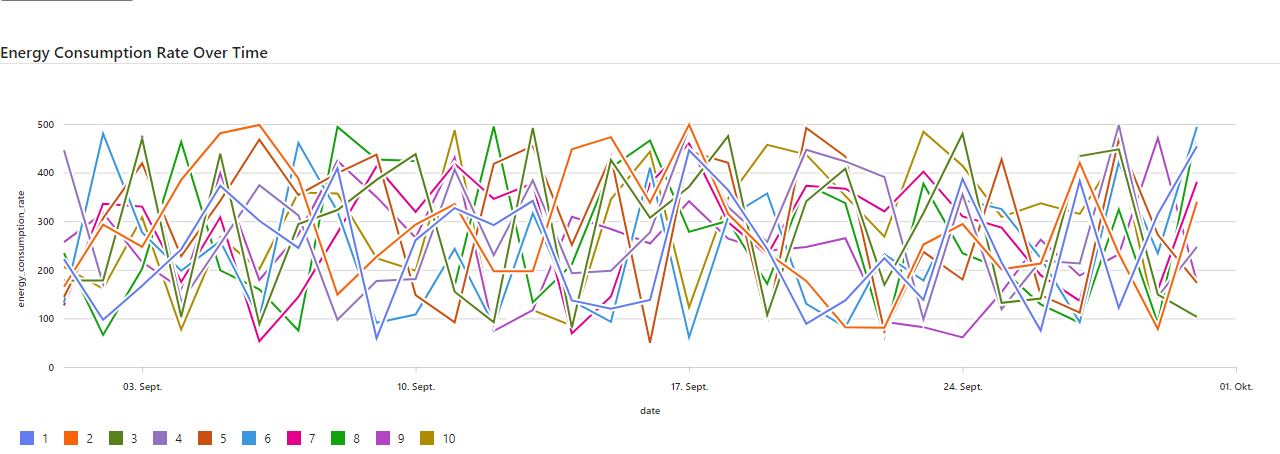 Energy Consumption Rate Over Time
500
400
300
200
100
0
energy_consumption_rate
03. Sept.
10. Sept.
17. Sept.
24. Sept.
01. Okt.
date
1 2 3 4 5 6 7 8 9 10